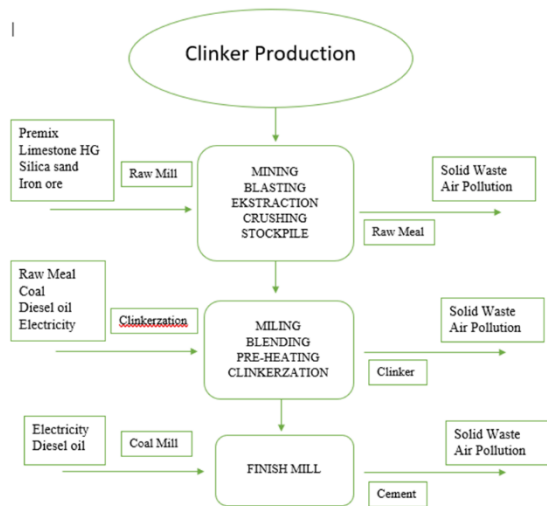 Clinker Production
Premix
Limestone HG
Silica sand
Iron ore
Raw Mill
MINING
BLASTING
EKSTRACTION
CRUSHING
STOCKPILE
Solid Waste
Air Pollution
Raw Meal
Raw Meal
Coal
Diesel oil
Electricity
Clinkerzation
MILING
BLENDING
PRE-HEATING
CLINKERZATION
Solid Waste
Air Pollution
Clinker
Electricity
Diesel oil
Coal Mill
FINISH MILL
Solid Waste
Air Pollution
Cement